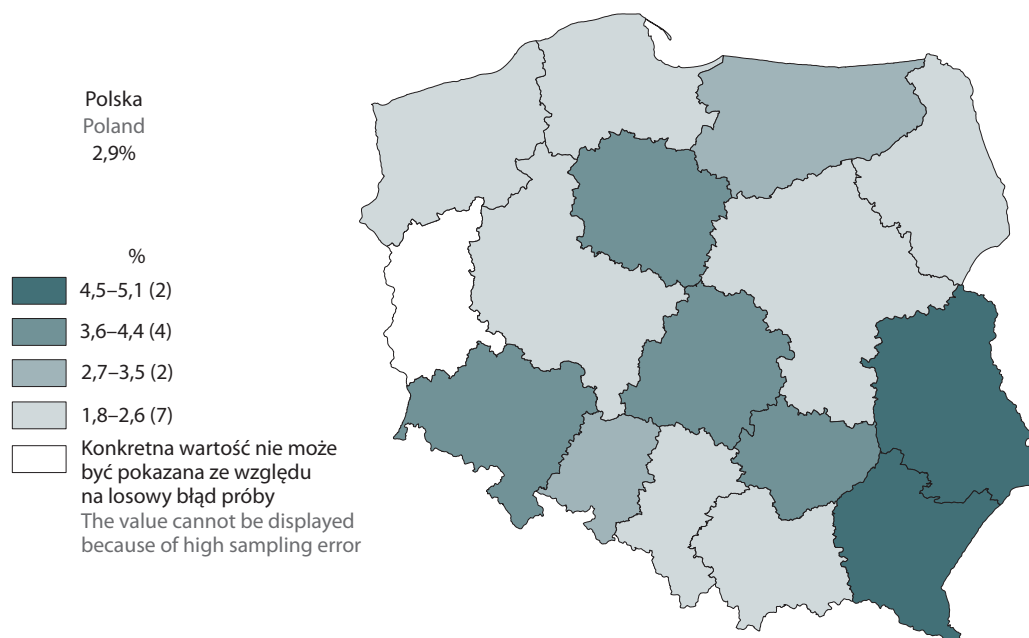 Polska
Poland
2,9%
%
4,5–5,1 (2)
3,6–4,4 (4)
2,7–3,5 (2)
1,8–2,6 (7)
Konkretna wartość nie może
być pokazana ze względu
na losowy błąd próby
The value cannot be displayed
because of high sampling error